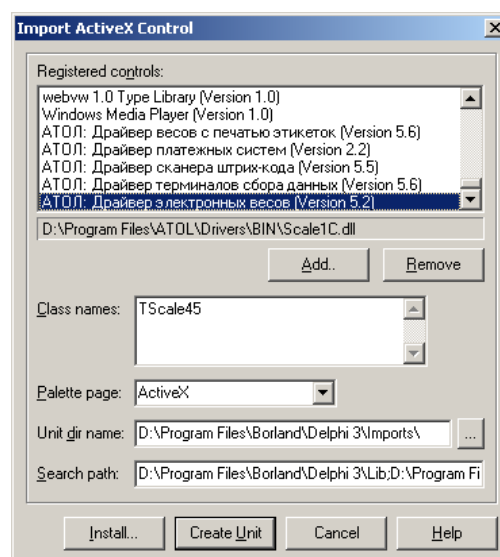 Import ActiveX Control
Registered controls:
webvw 1.0 Type Library (Version 1.0)
Windows Media Player (Version 1.0)
АТОЛ: Драйвер весов с печатью этикеток (Version 5.6)
АТОЛ: Драйвер платежных систем (Version 2.2)
АТОЛ: Драйвер сканера штрих-кода (Version 5.5)
АТОЛ: Драйвер терминалов сбора данных (Version 5.6)
АТОЛ: Драйвер электронных весов (Version 5.2)
D:\Program Files\ATOL\Drivers\BIN\Scale1C.dll
Add.. Remove
Class names: TScale45
Palette page: ActiveX
Unit dir name: D:\Program Files\Borland\Delphi 3\Imports\ ...
Search path: D:\Program Files\Borland\Delphi 3\Lib;D:\Program Fi
Install... Create Unit Cancel Help